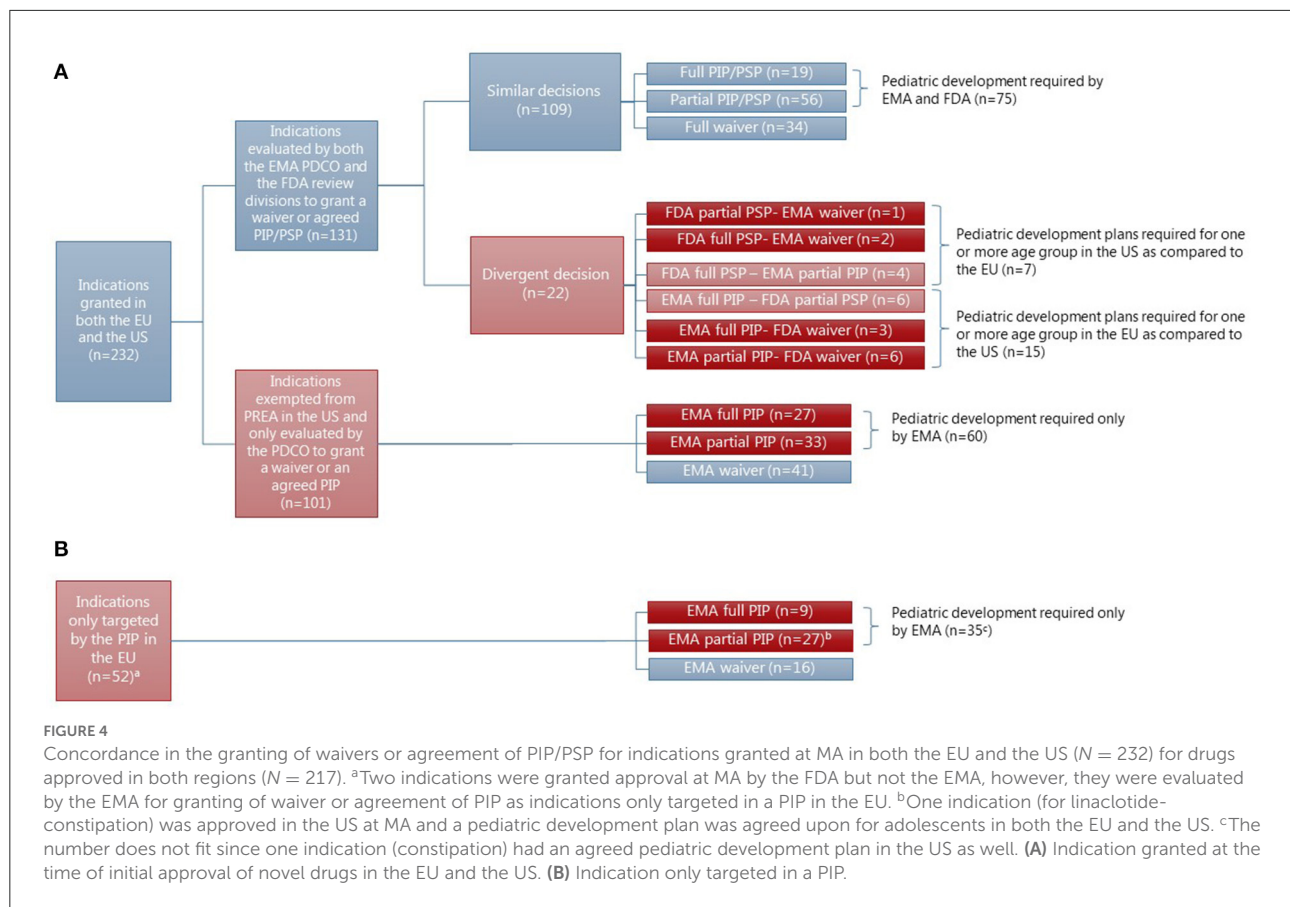 A
Indications
granted in
both the EU
and the US
(n=232)
Indications
evaluated by both
the EMA PDCO and
the FDA review
divisions to grant a
waiver or agreed
PIP/PSP (n=131)
Similar decisions
(n=109)
Full PIP/PSP (n=19)
Partial PIP/PSP (n=56)
Full waiver (n=34)
Pediatric development required by
EMA and FDA (n=75)
Divergent decision
(n=22)
FDA partial PSP- EMA waiver (n=1)
FDA full PSP- EMA waiver (n=2)
FDA full PSP – EMA partial PIP (n=4)
EMA full PIP – FDA partial PSP (n=6)
EMA full PIP- FDA waiver (n=3)
EMA partial PIP- FDA waiver (n=6)
Pediatric development plans required for one
or more age group in the US as compared to
the EU (n=7)
Pediatric development plans required for one
or more age group in the EU as compared to
the US (n=15)
Indications
exempted from
PREA in the US and
only evaluated by
the PDCO to grant
a waiver or an
agreed PIP
(n=101)
EMA full PIP (n=27)
EMA partial PIP (n=33)
EMA waiver (n=41)
Pediatric development required only
by EMA (n=60)
B
Indications
only targeted
by the PIP in
the EU
(n=52)ᵃ
EMA full PIP (n=9)
EMA partial PIP (n=27)ᵇ
EMA waiver (n=16)
Pediatric development required only
by EMA (n=35ᶜ)
FIGURE 4
Concordance in the granting of waivers or agreement of PIP/PSP for indications granted at MA in both the EU and the US (N = 232) for drugs
approved in both regions (N = 217). ᵃTwo indications were granted approval at MA by the FDA but not the EMA, however, they were evaluated
by the EMA for granting of waiver or agreement of PIP as indications only targeted in a PIP in the EU. ᵇOne indication (for linaclotide-
constipation) was approved in the US at MA and a pediatric development plan was agreed upon for adolescents in both the EU and the US. ᶜThe
number does not fit since one indication (constipation) had an agreed pediatric development plan in the US as well. (A) Indication granted at the
time of initial approval of novel drugs in the EU and the US. (B) Indication only targeted in a PIP.